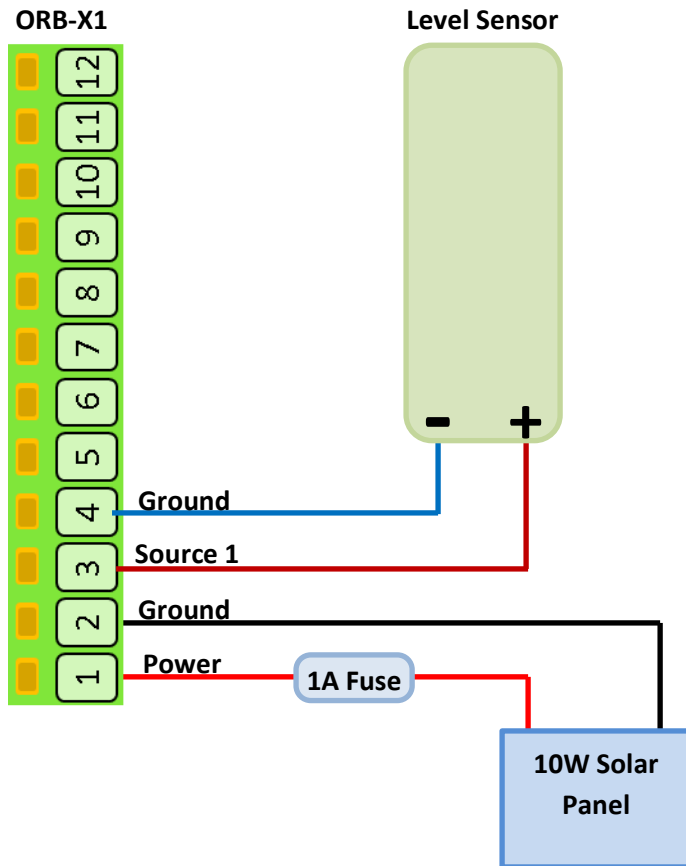 ORB-X1
Level Sensor
12
11
10
9
8
7
6
5
4
3
2
1
- +
Ground
Source 1
Ground
Power
1A Fuse
10W Solar
Panel